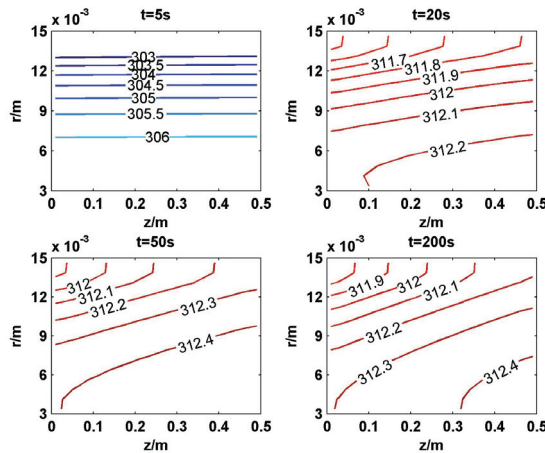 t=5s
x 10⁻³
15
12
9
6
3
r/m
303
303.5
304
304.5
305
305.5
306
0 0.1 0.2 0.3 0.4 0.5
z/m
t=20s
x 10⁻³
15
12
9
6
3
r/m
311.7
311.8
311.9
312
312.1
312.2
0 0.1 0.2 0.3 0.4 0.5
z/m
t=50s
x 10⁻³
15
12
9
6
3
r/m
312
312.1
312.2
312.3
312.4
0 0.1 0.2 0.3 0.4 0.5
z/m
t=200s
x 10⁻³
15
12
9
6
3
r/m
311.9
312
312.1
312.2
312.3
312.4
0 0.1 0.2 0.3 0.4 0.5
z/m